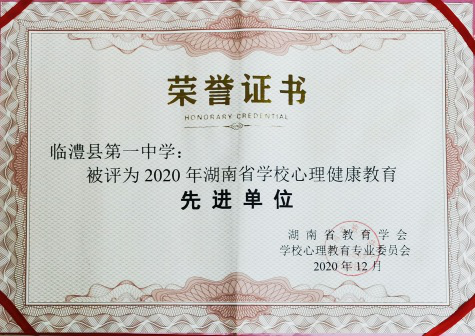 荣誉证书
HONORARY CREDENTIAL
临澧县第一中学：
被评为2020年湖南省学校心理健康教育
先进单位
湖南省教育学会
学校心理教育专业委员会
2020年12月